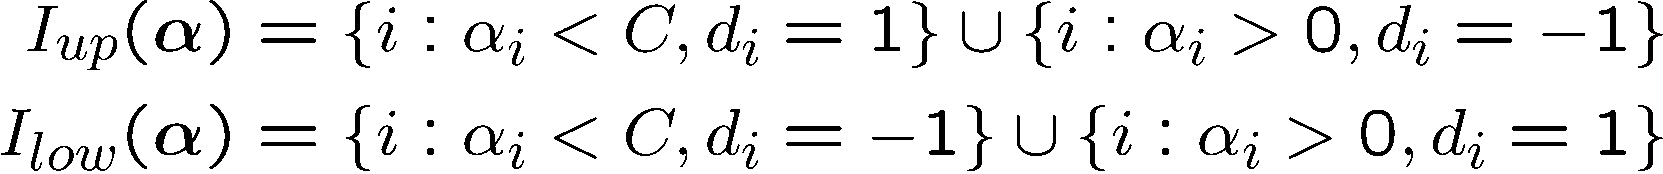 I_{up}(α) = {i : α_i < C, d_i = 1} ∪ {i : α_i > 0, d_i = −1}
I_{low}(α) = {i : α_i < C, d_i = −1} ∪ {i : α_i > 0, d_i = 1}